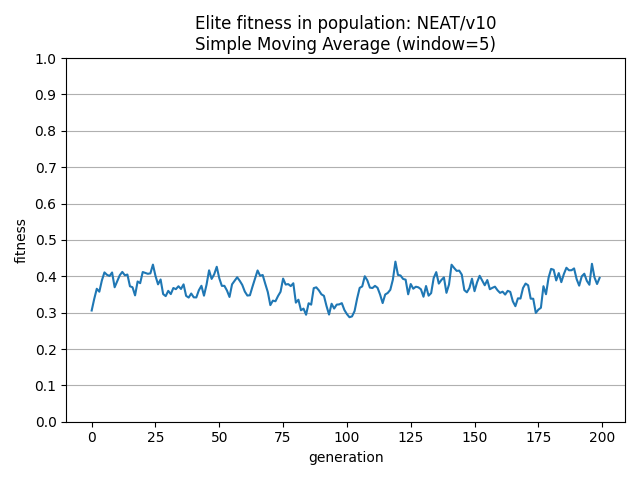 Elite fitness in population: NEAT/v10
Simple Moving Average (window=5)
1.0
0.9
0.8
0.7
0.6
0.5
0.4
0.3
0.2
0.1
0.0
fitness
0 25 50 75 100 125 150 175 200
generation